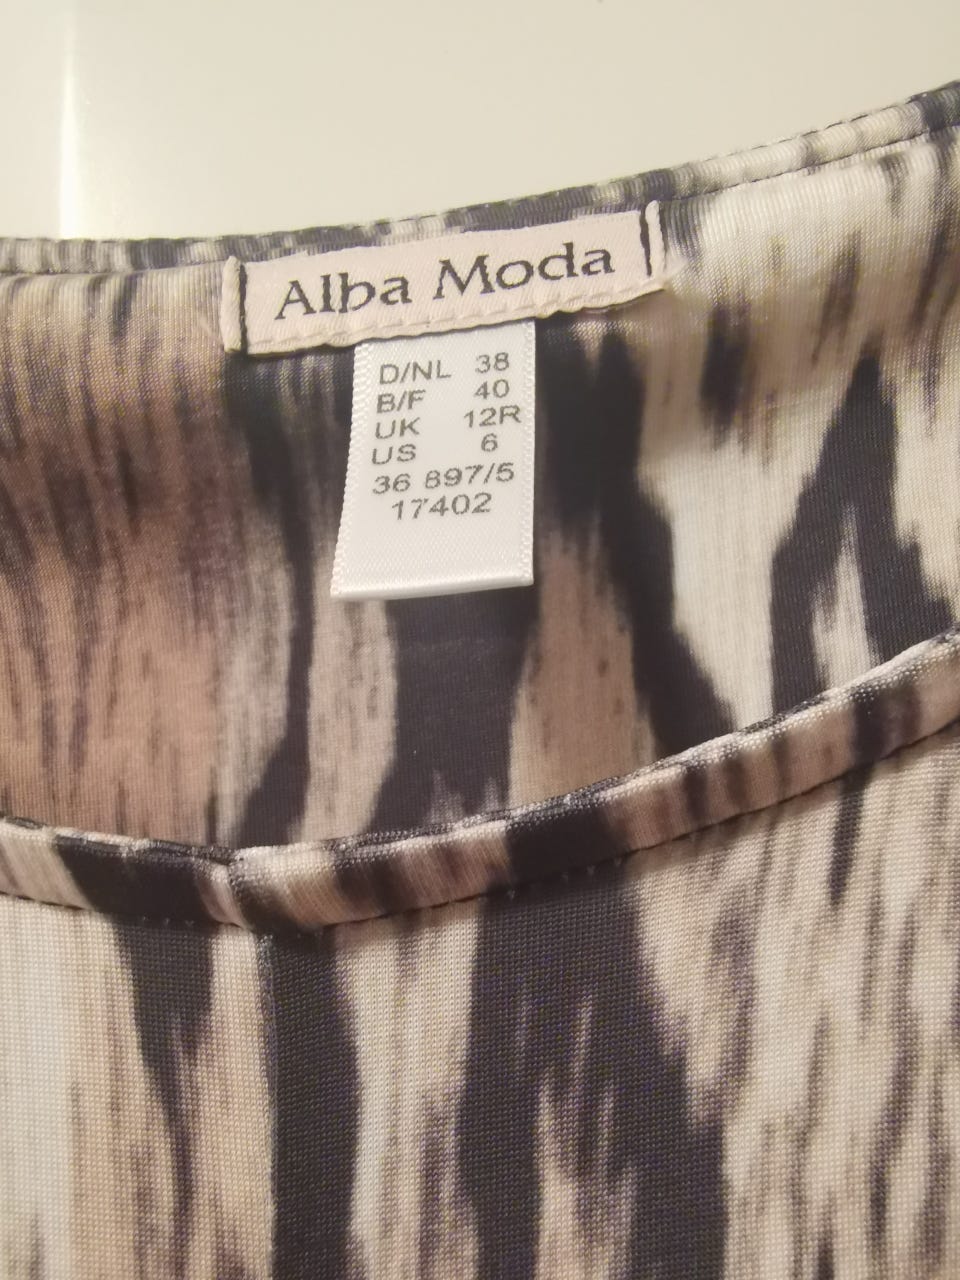 Alba Moda
D/NL 38
B/F 40
UK 12R
US 6
36 897/5
17402